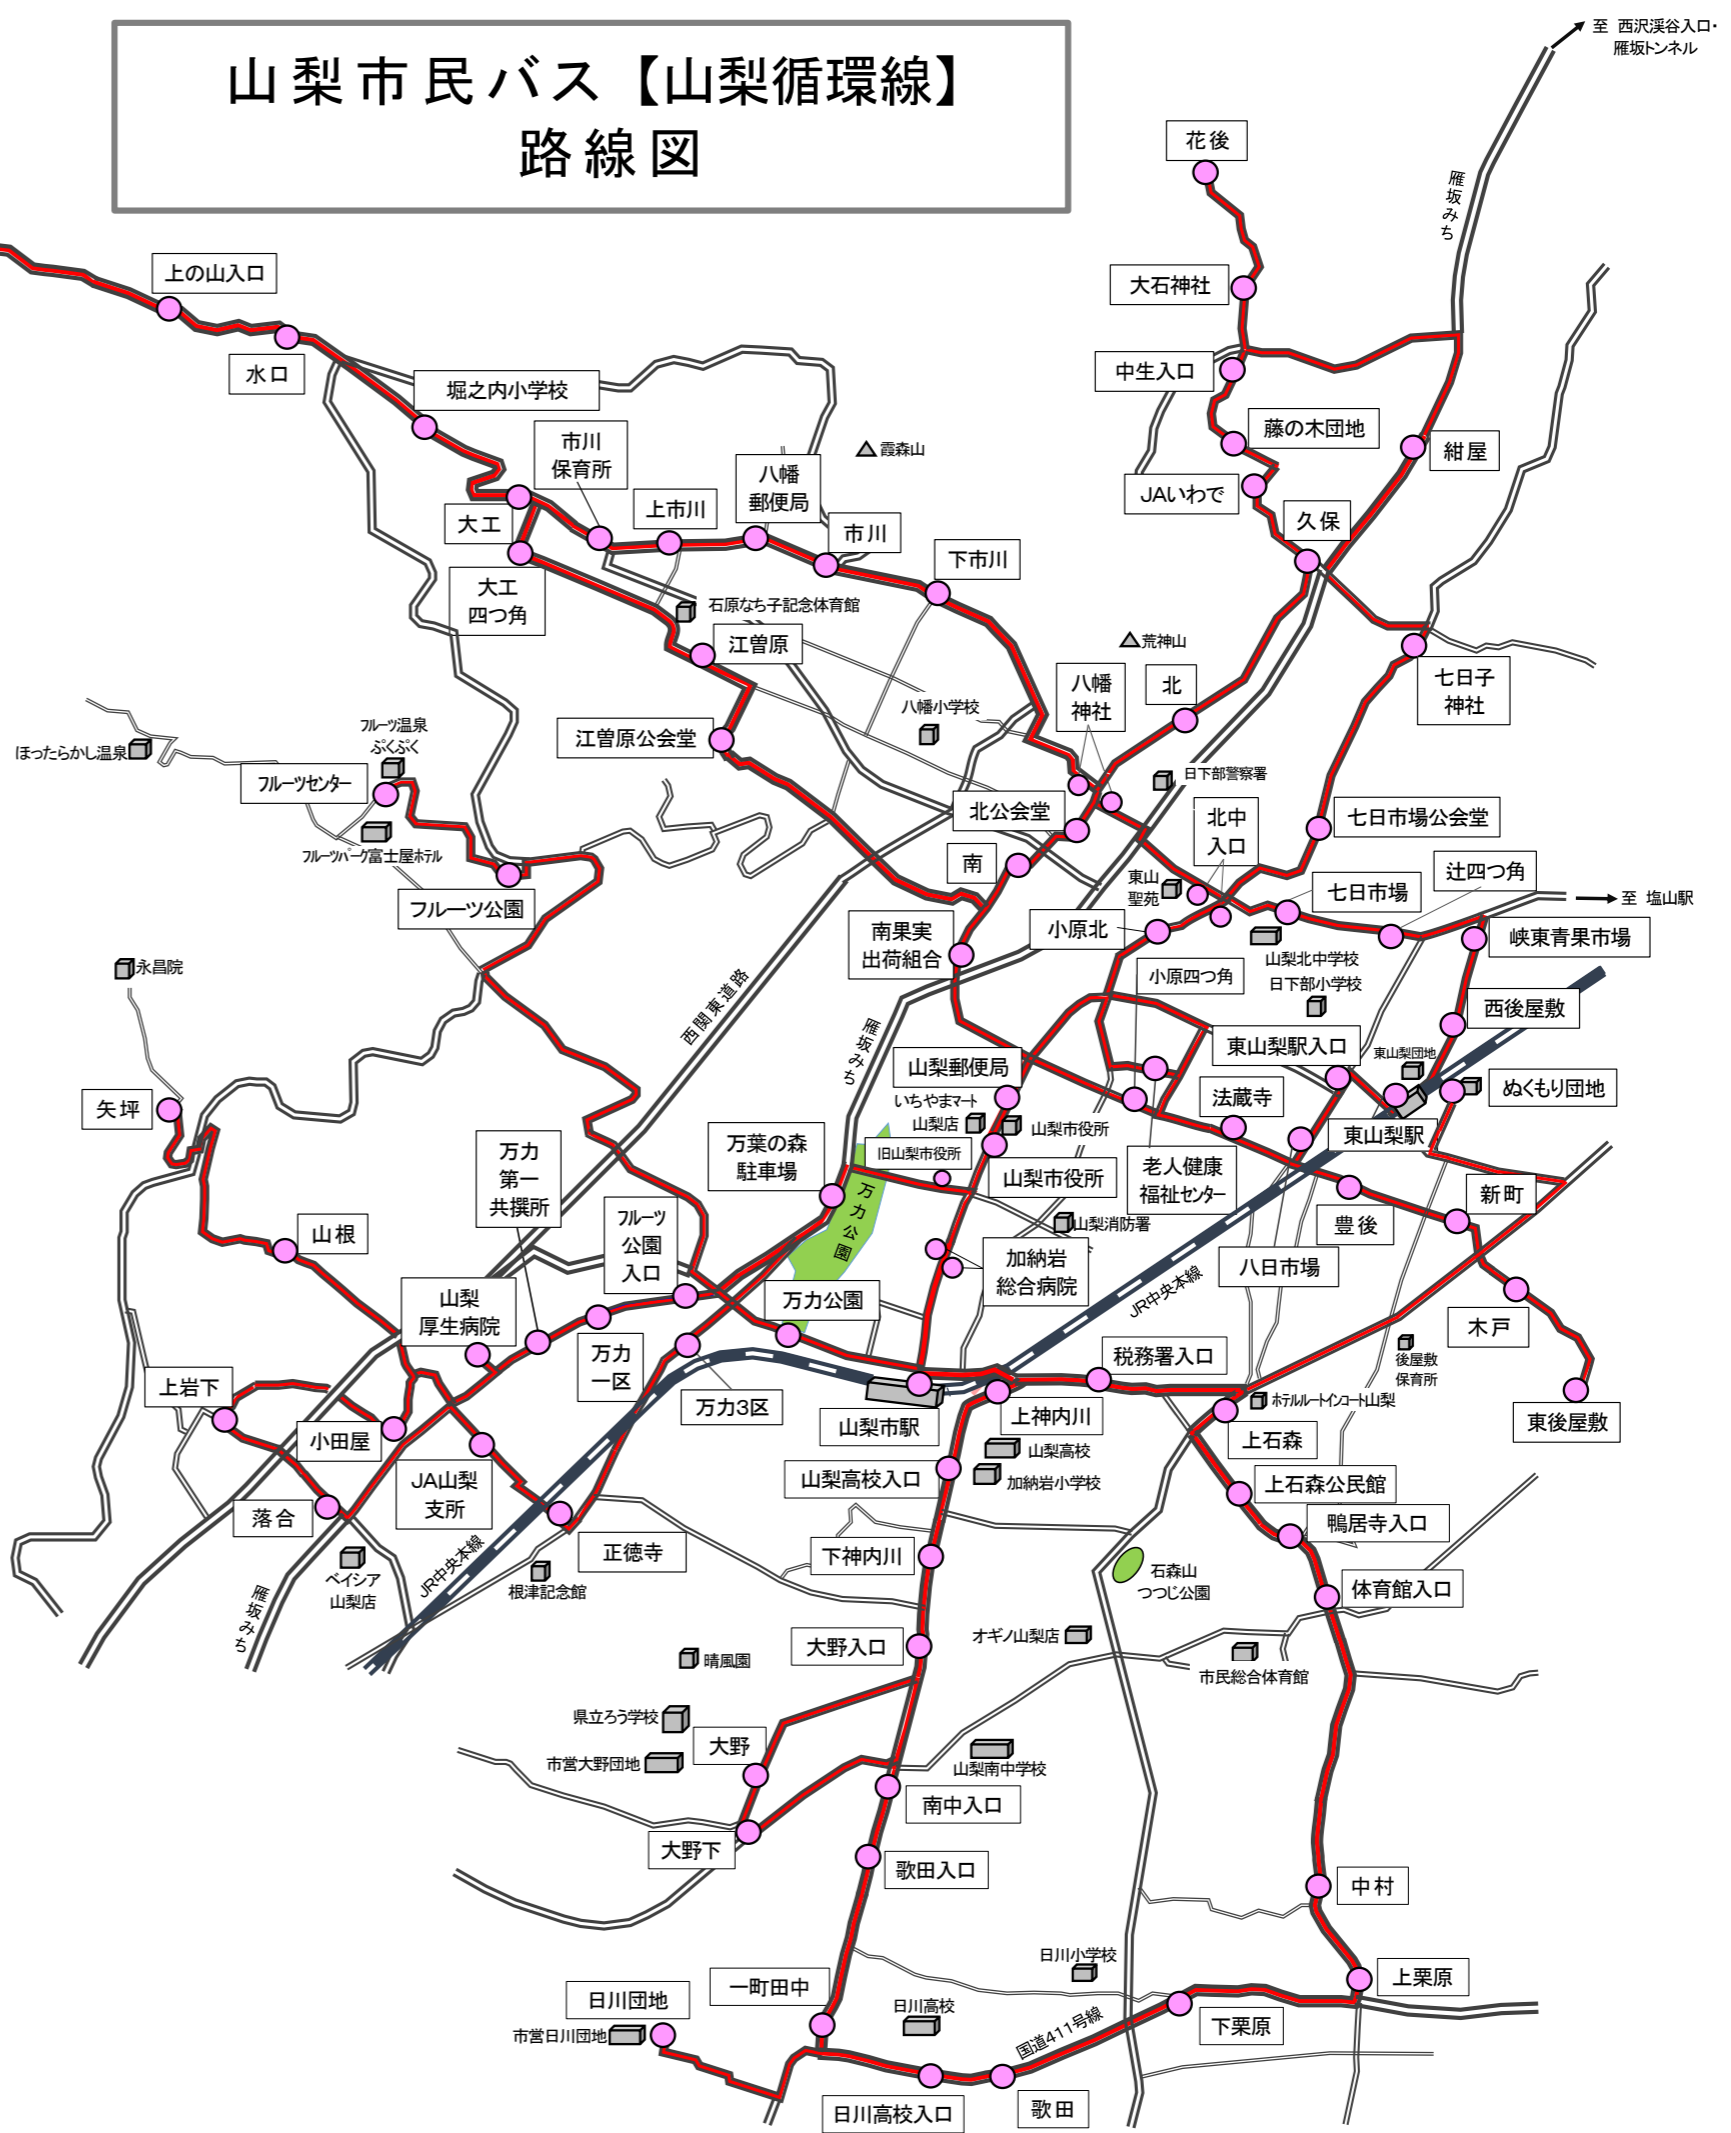 山梨市民バス【山梨循環線】
路線図
至 西沢渓谷入口・
雁坂トンネル
花後
雁坂みち
上の山入口
大石神社
水口
中生入口
堀之内小学校
市川
保育所
藤の木団地
紺屋
霞森山
八幡
郵便局
JAいわで
大工
上市川
市川
久保
下市川
大工
四つ角
石原なち子記念体育館
江曽原
荒神山
八幡
神社
北
七日子
神社
八幡小学校
フルーツ温泉
ぷくぷく
ほったらかし温泉
江曽原公会堂
フルーツセンター
日下部警察署
北公会堂
北中
入口
七日市場公会堂
フルーツパーク富士屋ホテル
南
東山
聖苑
七日市場
辻四つ角
至 塩山駅
フルーツ公園
南果実
出荷組合
小原北
峡東青果市場
山梨北中学校
永昌院
小原四つ角
日下部小学校
西関東道路
西後屋敷
雁坂みち
東山梨駅入口
東山梨団地
山梨郵便局
ぬくもり団地
矢坪
いちやまマート
山梨店
法蔵寺
山梨市役所
東山梨駅
万力
第一
共撰所
万葉の森
駐車場
旧山梨市役所
山梨市役所
老人健康
福祉センター
万力公園
新町
山根
フルーツ
公園
入口
山梨消防署
豊後
加納岩
総合病院
八日市場
JR中央本線
山梨
厚生病院
万力公園
木戸
万力
一区
税務署入口
後屋敷
保育所
上岩下
万力3区
ホテルルートインコート山梨
山梨市駅
上神内川
東後屋敷
小田屋
上石森
山梨高校
JA山梨
支所
山梨高校入口
加納岩小学校
上石森公民館
落合
鴨居寺入口
正徳寺
下神内川
JR中央本線
ベイシア
山梨店
根津記念館
石森山
つつじ公園
体育館入口
雁坂みち
大野入口
オギノ山梨店
晴風園
市民総合体育館
県立ろう学校
大野
市営大野団地
山梨南中学校
南中入口
大野下
歌田入口
中村
日川小学校
上栗原
一町田中
日川団地
日川高校
下栗原
市営日川団地
国道411号線
日川高校入口
歌田